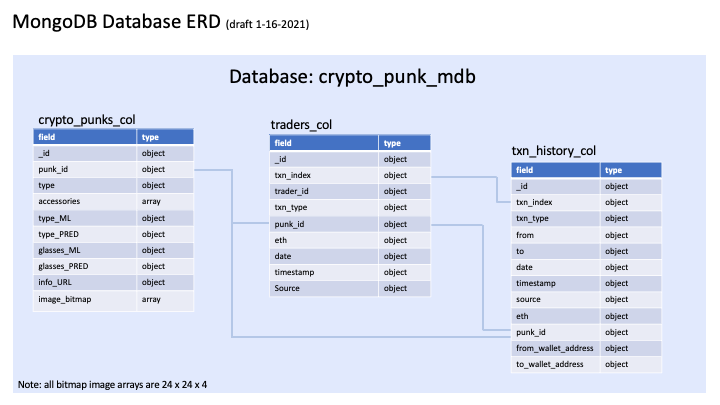 MongoDB Database ERD (draft 1-16-2021)
Database: crypto_punk_mdb
crypto_punks_col
field type
_id object
punk_id object
type object
accessories array
type_ML object
type_PRED object
glasses_ML object
glasses_PRED object
info_URL object
image_bitmap array
traders_col
field type
_id object
txn_index object
trader_id object
txn_type object
punk_id object
eth object
date object
timestamp object
Source object
txn_history_col
field type
_id object
txn_index object
txn_type object
from object
to object
date object
timestamp object
source object
eth object
punk_id object
from_wallet_address object
to_wallet_address object
Note: all bitmap image arrays are 24 x 24 x 4